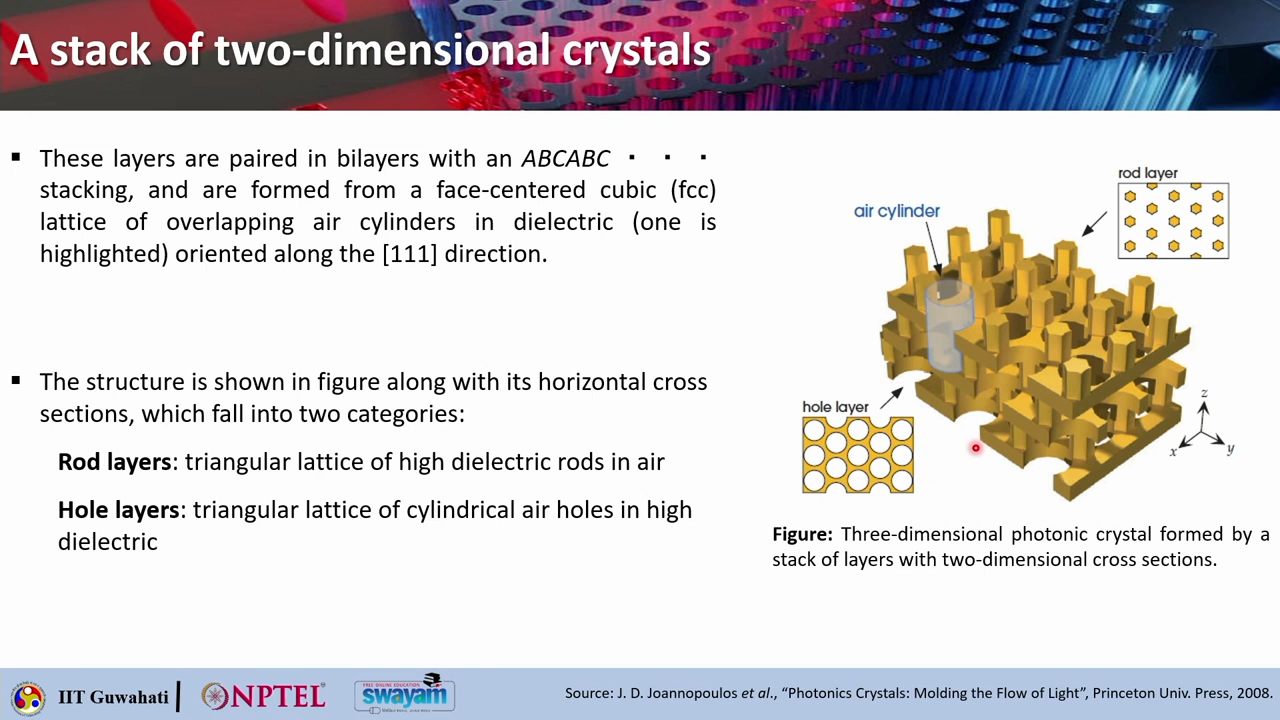 A stack of two-dimensional crystals
▪ These layers are paired in bilayers with an ABCABC · · ·
stacking, and are formed from a face-centered cubic (fcc)
lattice of overlapping air cylinders in dielectric (one is
highlighted) oriented along the [111] direction.
▪ The structure is shown in figure along with its horizontal cross
sections, which fall into two categories:
Rod layers: triangular lattice of high dielectric rods in air
Hole layers: triangular lattice of cylindrical air holes in high
dielectric
rod layer
air cylinder
hole layer
z
x
y
Figure: Three-dimensional photonic crystal formed by a
stack of layers with two-dimensional cross sections.
IIT Guwahati
NPTEL
FREE ONLINE EDUCATION
swayam
Source: J. D. Joannopoulos et al., “Photonics Crystals: Molding the Flow of Light”, Princeton Univ. Press, 2008.